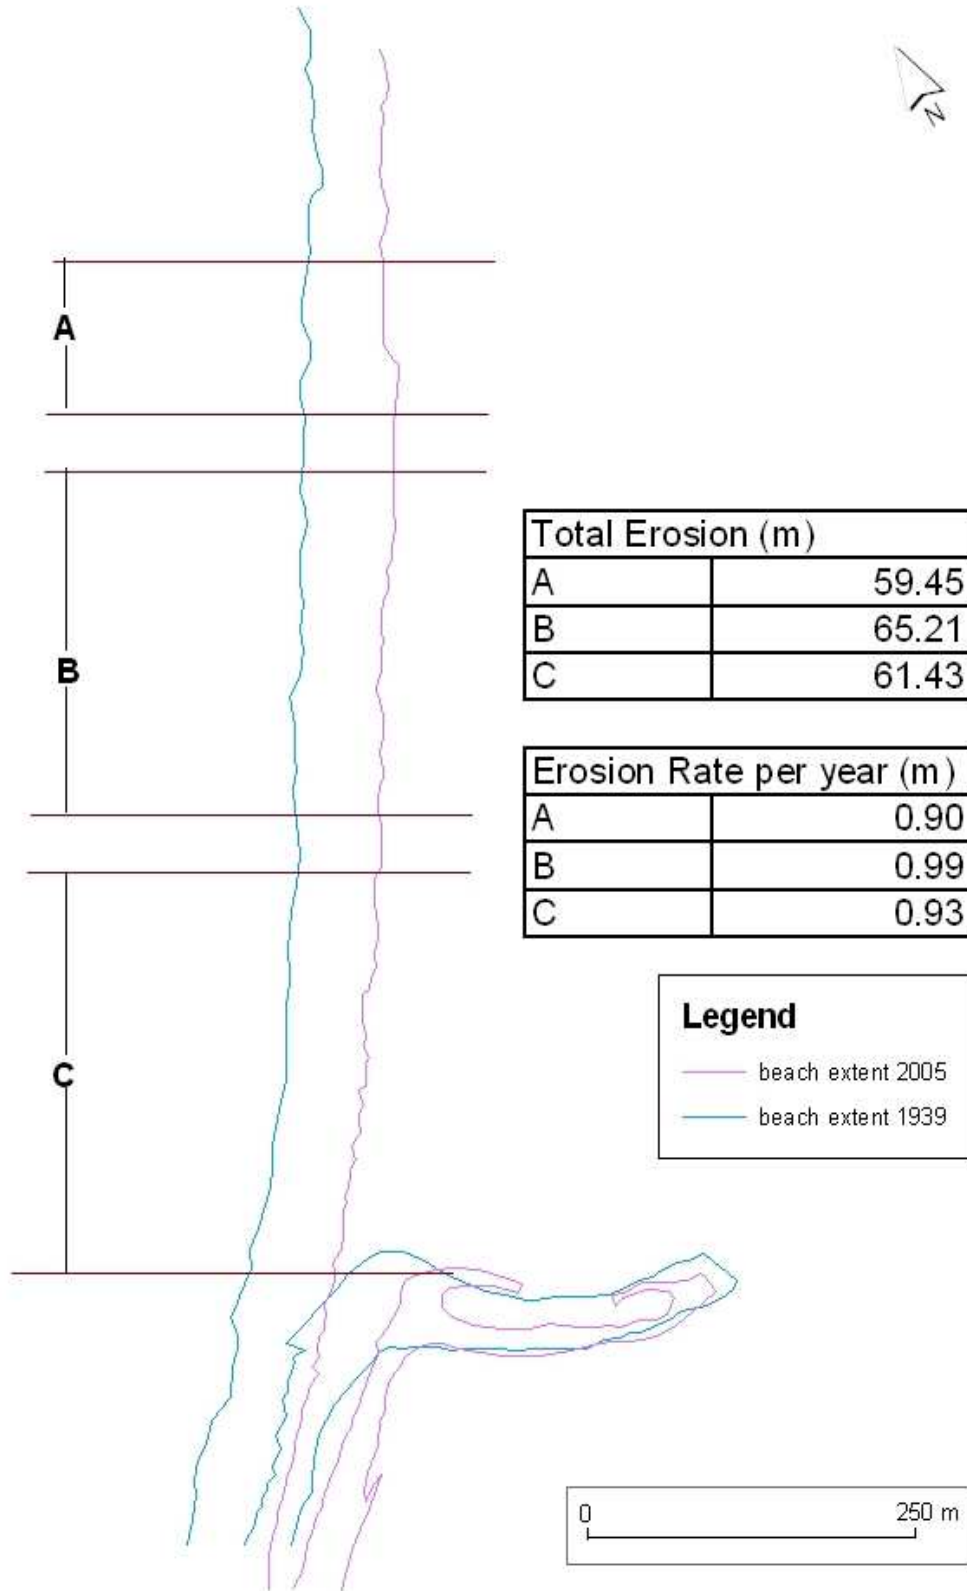 N
A
B
Total Erosion (m)
A 59.45
B 65.21
C 61.43
Erosion Rate per year (m)
A 0.90
B 0.99
C 0.93
Legend
beach extent 2005
beach extent 1939
C
0 250 m